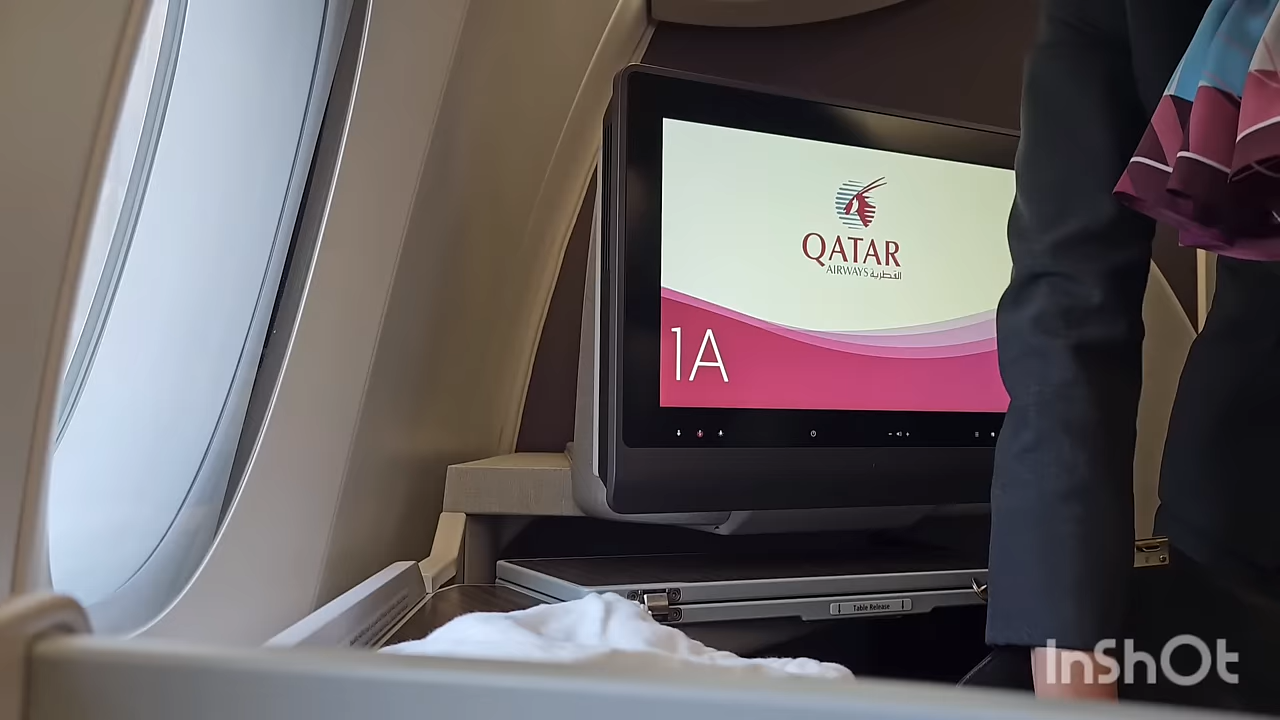 QATAR
AIRWAYS القطرية
1A
Table Release
InShOt